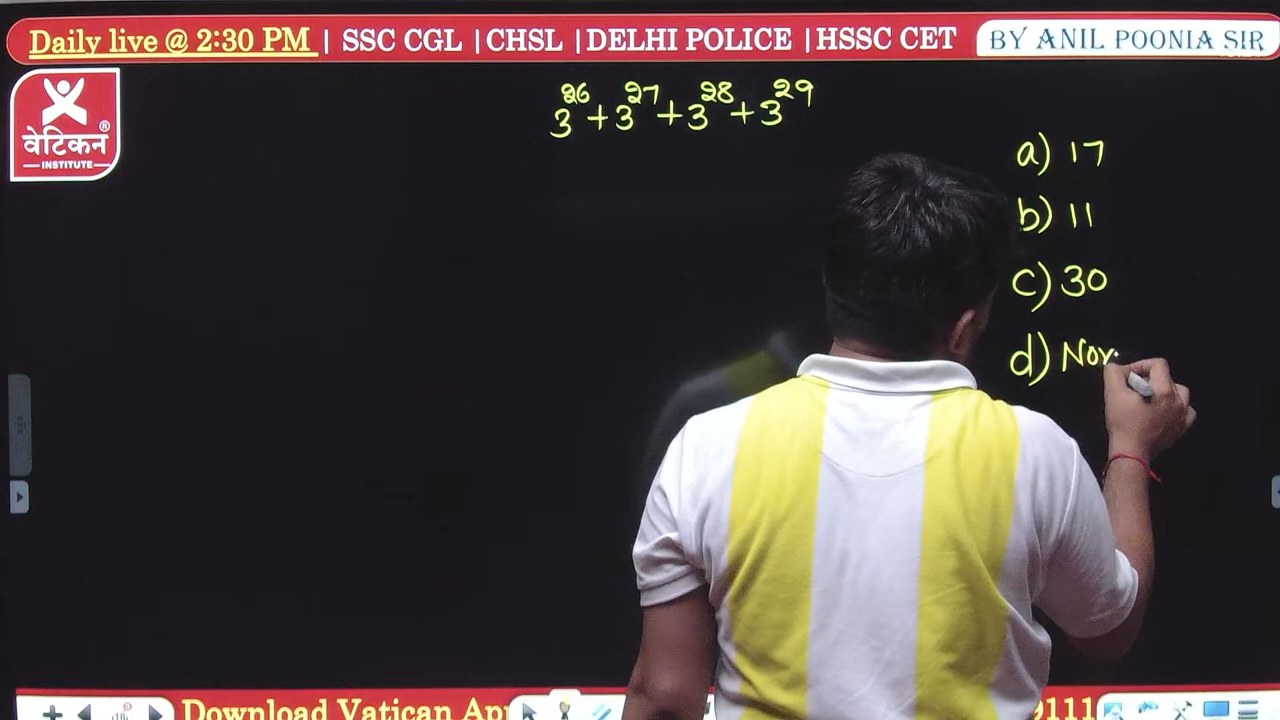 Daily live @ 2:30 PM | SSC CGL |CHSL |DELHI POLICE |HSSC CET
BY ANIL POONIA SIR
वेटिकन ®
INSTITUTE
3^26 + 3^27 + 3^28 + 3^29
a) 17
b) 11
c) 30
d) Non
Download Vatican App
9111